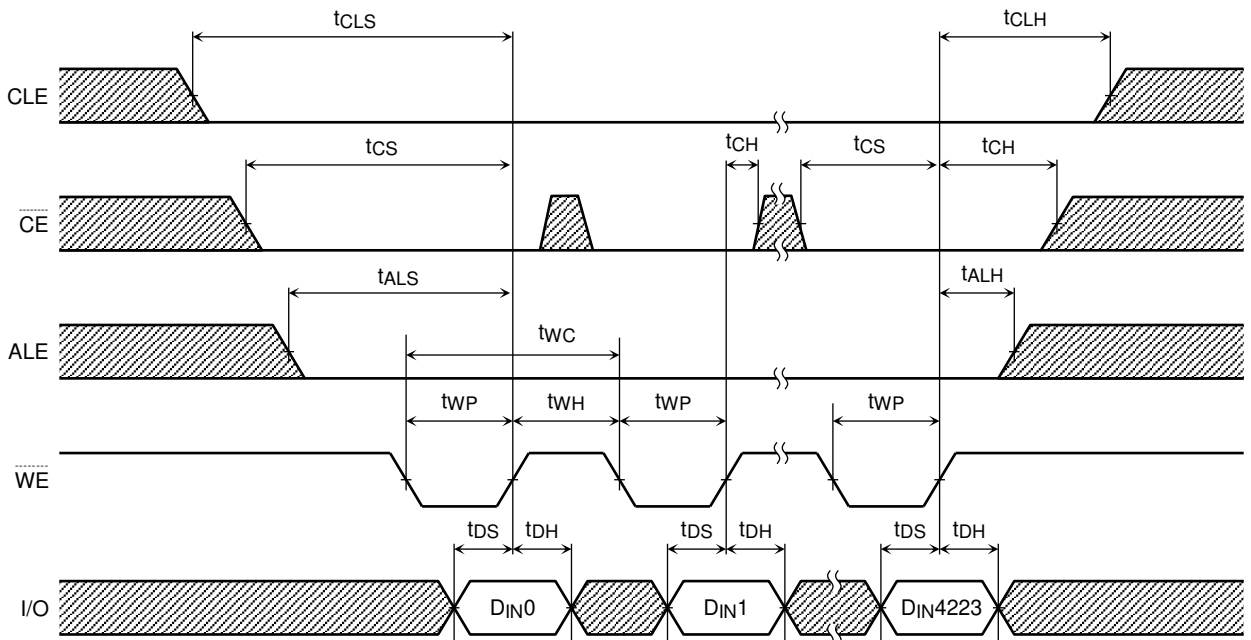 tCLS tCLH
CLE
tCS tCH tCS tCH
CE
tALS tALH
ALE
tWC
tWP tWH tWP tWP
WE
tDS tDH tDS tDH tDS tDH
I/O DIN0 DIN1 DIN4223